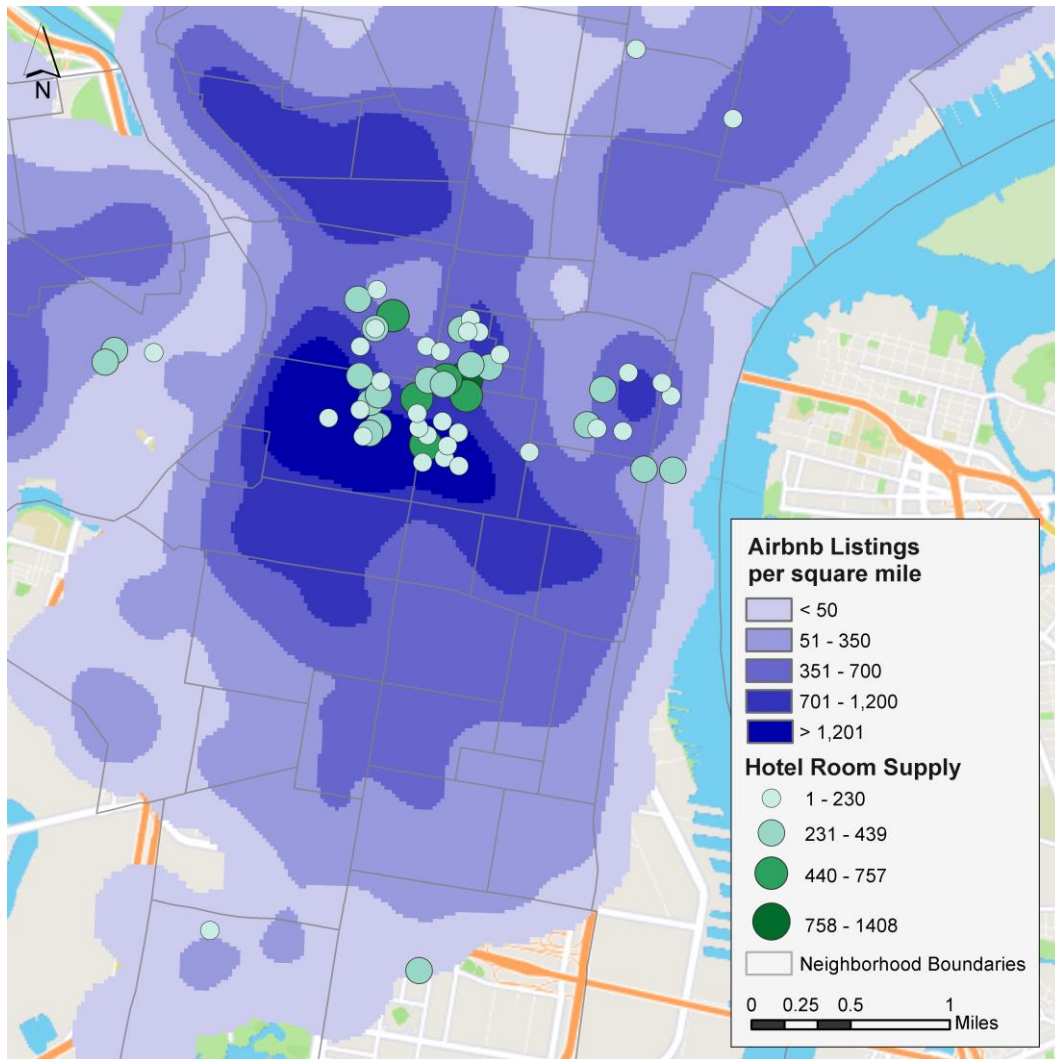 N
Airbnb Listings
per square mile
< 50
51 - 350
351 - 700
701 - 1,200
> 1,201
Hotel Room Supply
1 - 230
231 - 439
440 - 757
758 - 1408
Neighborhood Boundaries
0 0.25 0.5 1
Miles